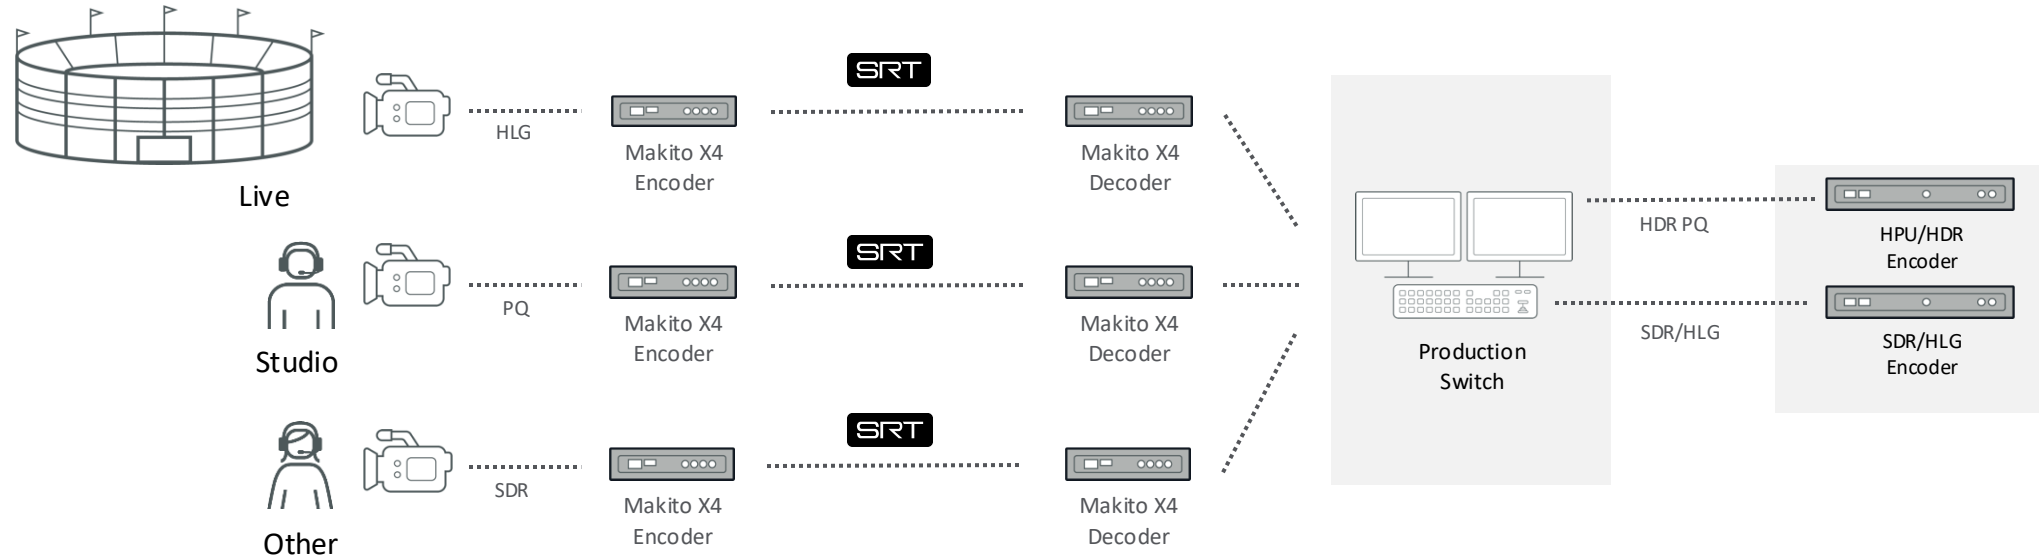 SRT
HLG
Makito X4
Encoder
Makito X4
Decoder
Live
SRT
PQ
Makito X4
Encoder
Makito X4
Decoder
Studio
SRT
SDR
Makito X4
Encoder
Makito X4
Decoder
Other
Production
Switch
HDR PQ
HPU/HDR
Encoder
SDR/HLG
SDR/HLG
Encoder